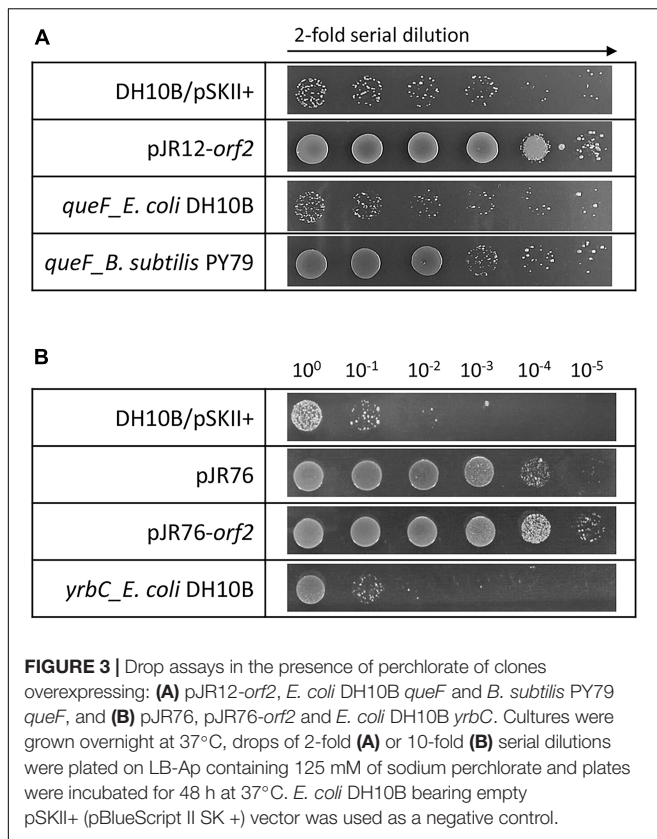 A
2-fold serial dilution
DH10B/pSKII+
pJR12-orf2
queF_E. coli DH10B
queF_B. subtilis PY79
B
10⁰ 10⁻¹ 10⁻² 10⁻³ 10⁻⁴ 10⁻⁵
DH10B/pSKII+
pJR76
pJR76-orf2
yrbC_E. coli DH10B
FIGURE 3 | Drop assays in the presence of perchlorate of clones
overexpressing: (A) pJR12-orf2, E. coli DH10B queF and B. subtilis PY79
queF, and (B) pJR76, pJR76-orf2 and E. coli DH10B yrbC. Cultures were
grown overnight at 37°C, drops of 2-fold (A) or 10-fold (B) serial dilutions
were plated on LB-Ap containing 125 mM of sodium perchlorate and plates
were incubated for 48 h at 37°C. E. coli DH10B bearing empty
pSKII+ (pBlueScript II SK +) vector was used as a negative control.